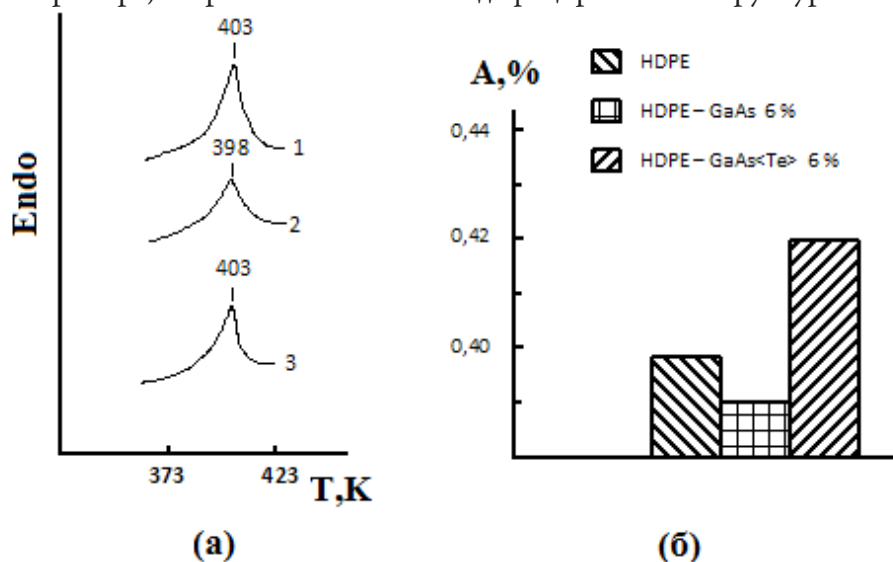 403
1
398
2
403
3
Endo
373
423
T,K
(а)
A,%
HDPE
HDPE – GaAs 6 %
HDPE – GaAs<Te> 6 %
0,44
0,42
0,40
(б)